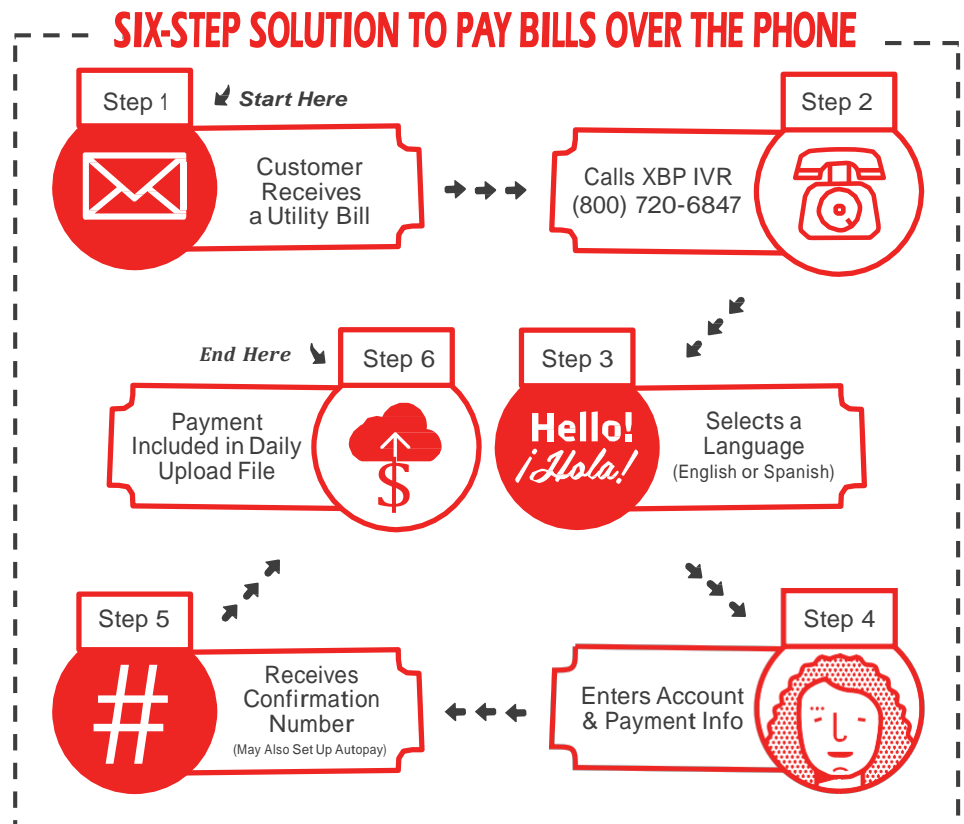 SIX-STEP SOLUTION TO PAY BILLS OVER THE PHONE
Step 1
Start Here
Customer
Receives
a Utility Bill
Step 2
Calls XBP IVR
(800) 720-6847
Step 3
Hello!
¡Hola!
Selects a
Language
(English or Spanish)
Step 4
Enters Account
& Payment Info
Step 5
#
Receives
Confirmation
Number
(May Also Set Up Autopay)
End Here
Step 6
$
Payment
Included in Daily
Upload File